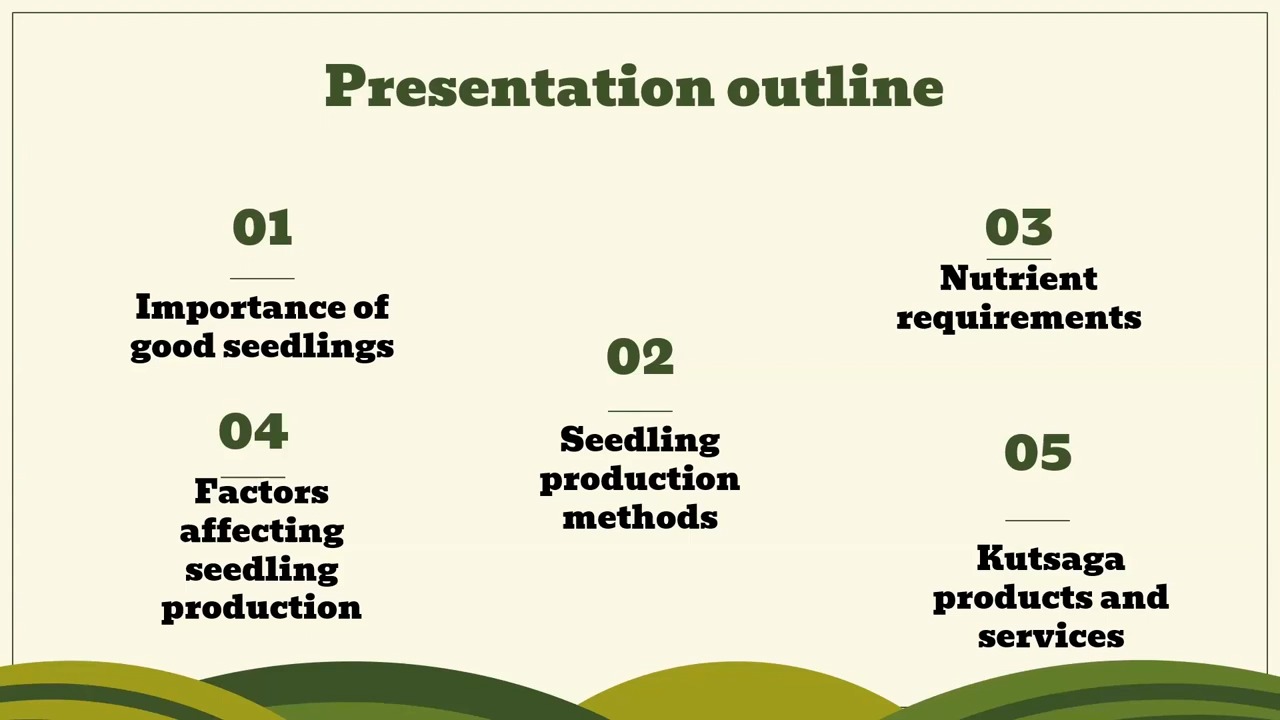 Presentation outline
01
Importance of
good seedlings
02
Seedling
production
methods
03
Nutrient
requirements
04
Factors
affecting
seedling
production
05
Kutsaga
products and
services